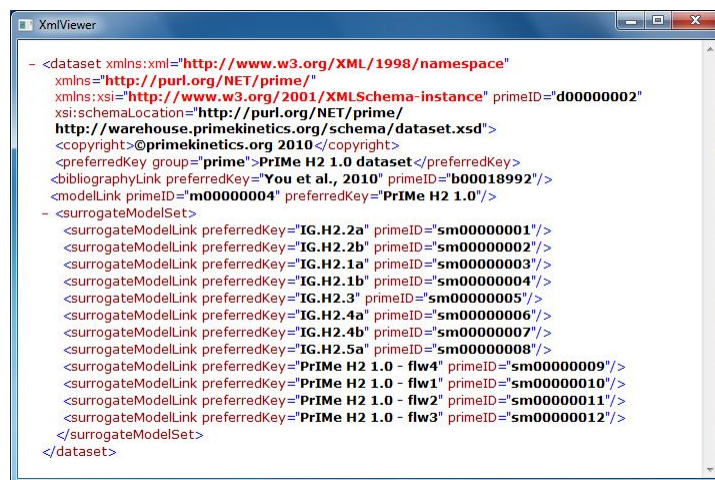 XmlViewer
- <dataset xmlns:xml="http://www.w3.org/XML/1998/namespace"
xmlns="http://purl.org/NET/prime/"
xmlns:xsi="http://www.w3.org/2001/XMLSchema-instance" primeID="d00000002"
xsi:schemaLocation="http://purl.org/NET/prime/
http://warehouse.primekinetics.org/schema/dataset.xsd">
<copyright>©primekinetics.org 2010</copyright>
<preferredKey group="prime">PrIMe H2 1.0 dataset</preferredKey>
<bibliographyLink preferredKey="You et al., 2010" primeID="b00018992"/>
<modelLink primeID="m00000004" preferredKey="PrIMe H2 1.0"/>
- <surrogateModelSet>
<surrogateModelLink preferredKey="IG.H2.2a" primeID="sm00000001"/>
<surrogateModelLink preferredKey="IG.H2.2b" primeID="sm00000002"/>
<surrogateModelLink preferredKey="IG.H2.1a" primeID="sm00000003"/>
<surrogateModelLink preferredKey="IG.H2.1b" primeID="sm00000004"/>
<surrogateModelLink preferredKey="IG.H2.3" primeID="sm00000005"/>
<surrogateModelLink preferredKey="IG.H2.4a" primeID="sm00000006"/>
<surrogateModelLink preferredKey="IG.H2.4b" primeID="sm00000007"/>
<surrogateModelLink preferredKey="IG.H2.5a" primeID="sm00000008"/>
<surrogateModelLink preferredKey="PrIMe H2 1.0 - flw4" primeID="sm00000009"/>
<surrogateModelLink preferredKey="PrIMe H2 1.0 - flw1" primeID="sm00000010"/>
<surrogateModelLink preferredKey="PrIMe H2 1.0 - flw2" primeID="sm00000011"/>
<surrogateModelLink preferredKey="PrIMe H2 1.0 - flw3" primeID="sm00000012"/>
</surrogateModelSet>
</dataset>